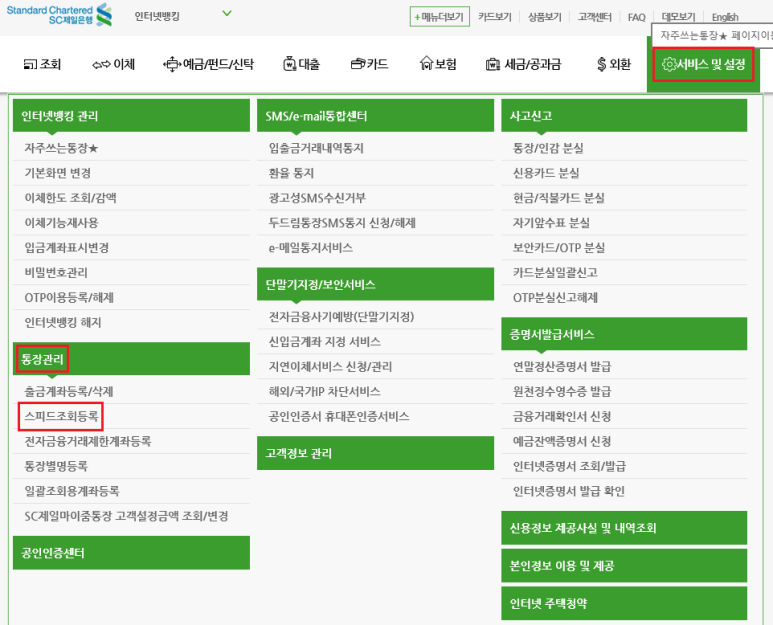 Standard Chartered
SC제일은행
인터넷뱅킹
+메뉴더보기 카드보기 상품보기 고객센터 FAQ 데모보기 English
자주쓰는통장★ 페이지이동
조회 이체 예금/펀드/신탁 대출 카드 보험 세금/공과금 외환 서비스 및 설정
인터넷뱅킹 관리
자주쓰는통장★
기본화면 변경
이체한도 조회/감액
이체기능재사용
입금계좌표시변경
비밀번호관리
OTP이용등록/해제
인터넷뱅킹 해지
통장관리
출금계좌등록/삭제
스피드조회등록
전자금융거래제한계좌등록
통장별명등록
일괄조회용계좌등록
SC제일마이줌통장 고객설정금액 조회/변경
공인인증센터
SMS/e-mail통합센터
입출금거래내역통지
환율 통지
광고성SMS수신거부
두드림통장SMS통지 신청/해제
e-메일통지서비스
단말기지정/보안서비스
전자금융사기예방(단말기지정)
신입금계좌 지정 서비스
지연이체서비스 신청/관리
해외/국가IP 차단서비스
공인인증서 휴대폰인증서비스
고객정보 관리
사고신고
통장/인감 분실
신용카드 분실
현금/직불카드 분실
자기앞수표 분실
보안카드/OTP 분실
카드분실일괄신고
OTP분실신고해제
증명서발급서비스
연말정산증명서 발급
원천징수영수증 발급
금융거래확인서 신청
예금잔액증명서 신청
인터넷증명서 조회/발급
인터넷증명서 발급 확인
신용정보 제공사실 및 내역조회
본인정보 이용 및 제공
인터넷 주택청약